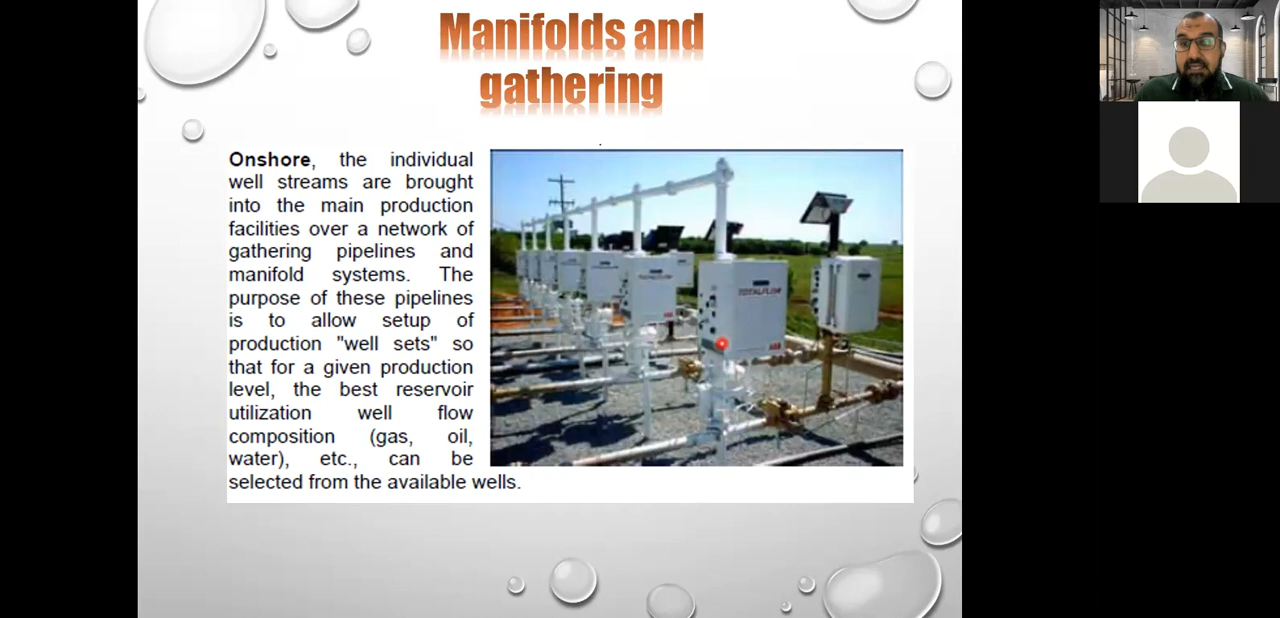 Manifolds and
gathering
Onshore, the individual
well streams are brought
into the main production
facilities over a network of
gathering pipelines and
manifold systems. The
purpose of these pipelines
is to allow setup of
production "well sets" so
that for a given production
level, the best reservoir
utilization well flow
composition (gas, oil,
water), etc., can be
selected from the available wells.
TOTALFLOW
ABB